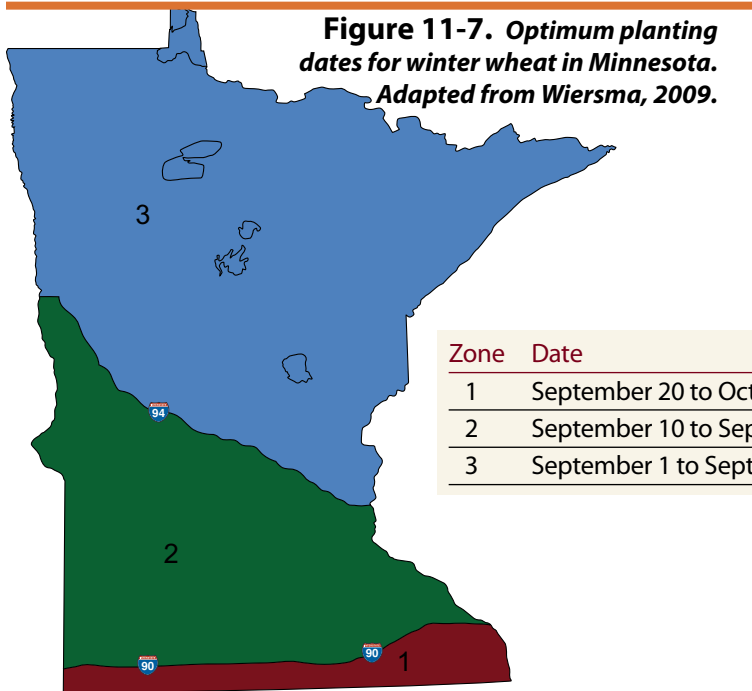 Figure 11-7. Optimum planting
dates for winter wheat in Minnesota.
Adapted from Wiersma, 2009.
3
Zone Date
1 September 20 to Oct
2 September 10 to Sep
3 September 1 to Sept
94
2
90
90
1